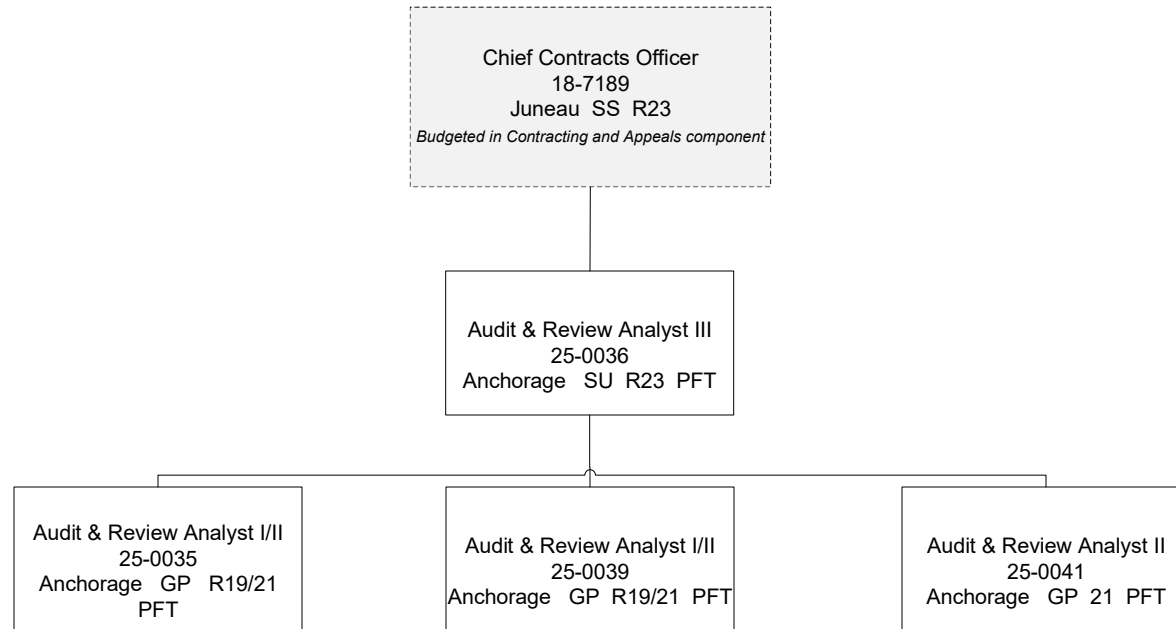 Chief Contracts Officer
18-7189
Juneau SS R23
Budgeted in Contracting and Appeals component
Audit & Review Analyst III
25-0036
Anchorage SU R23 PFT
Audit & Review Analyst I/II
25-0035
Anchorage GP R19/21
PFT
Audit & Review Analyst I/II
25-0039
Anchorage GP R19/21 PFT
Audit & Review Analyst II
25-0041
Anchorage GP 21 PFT